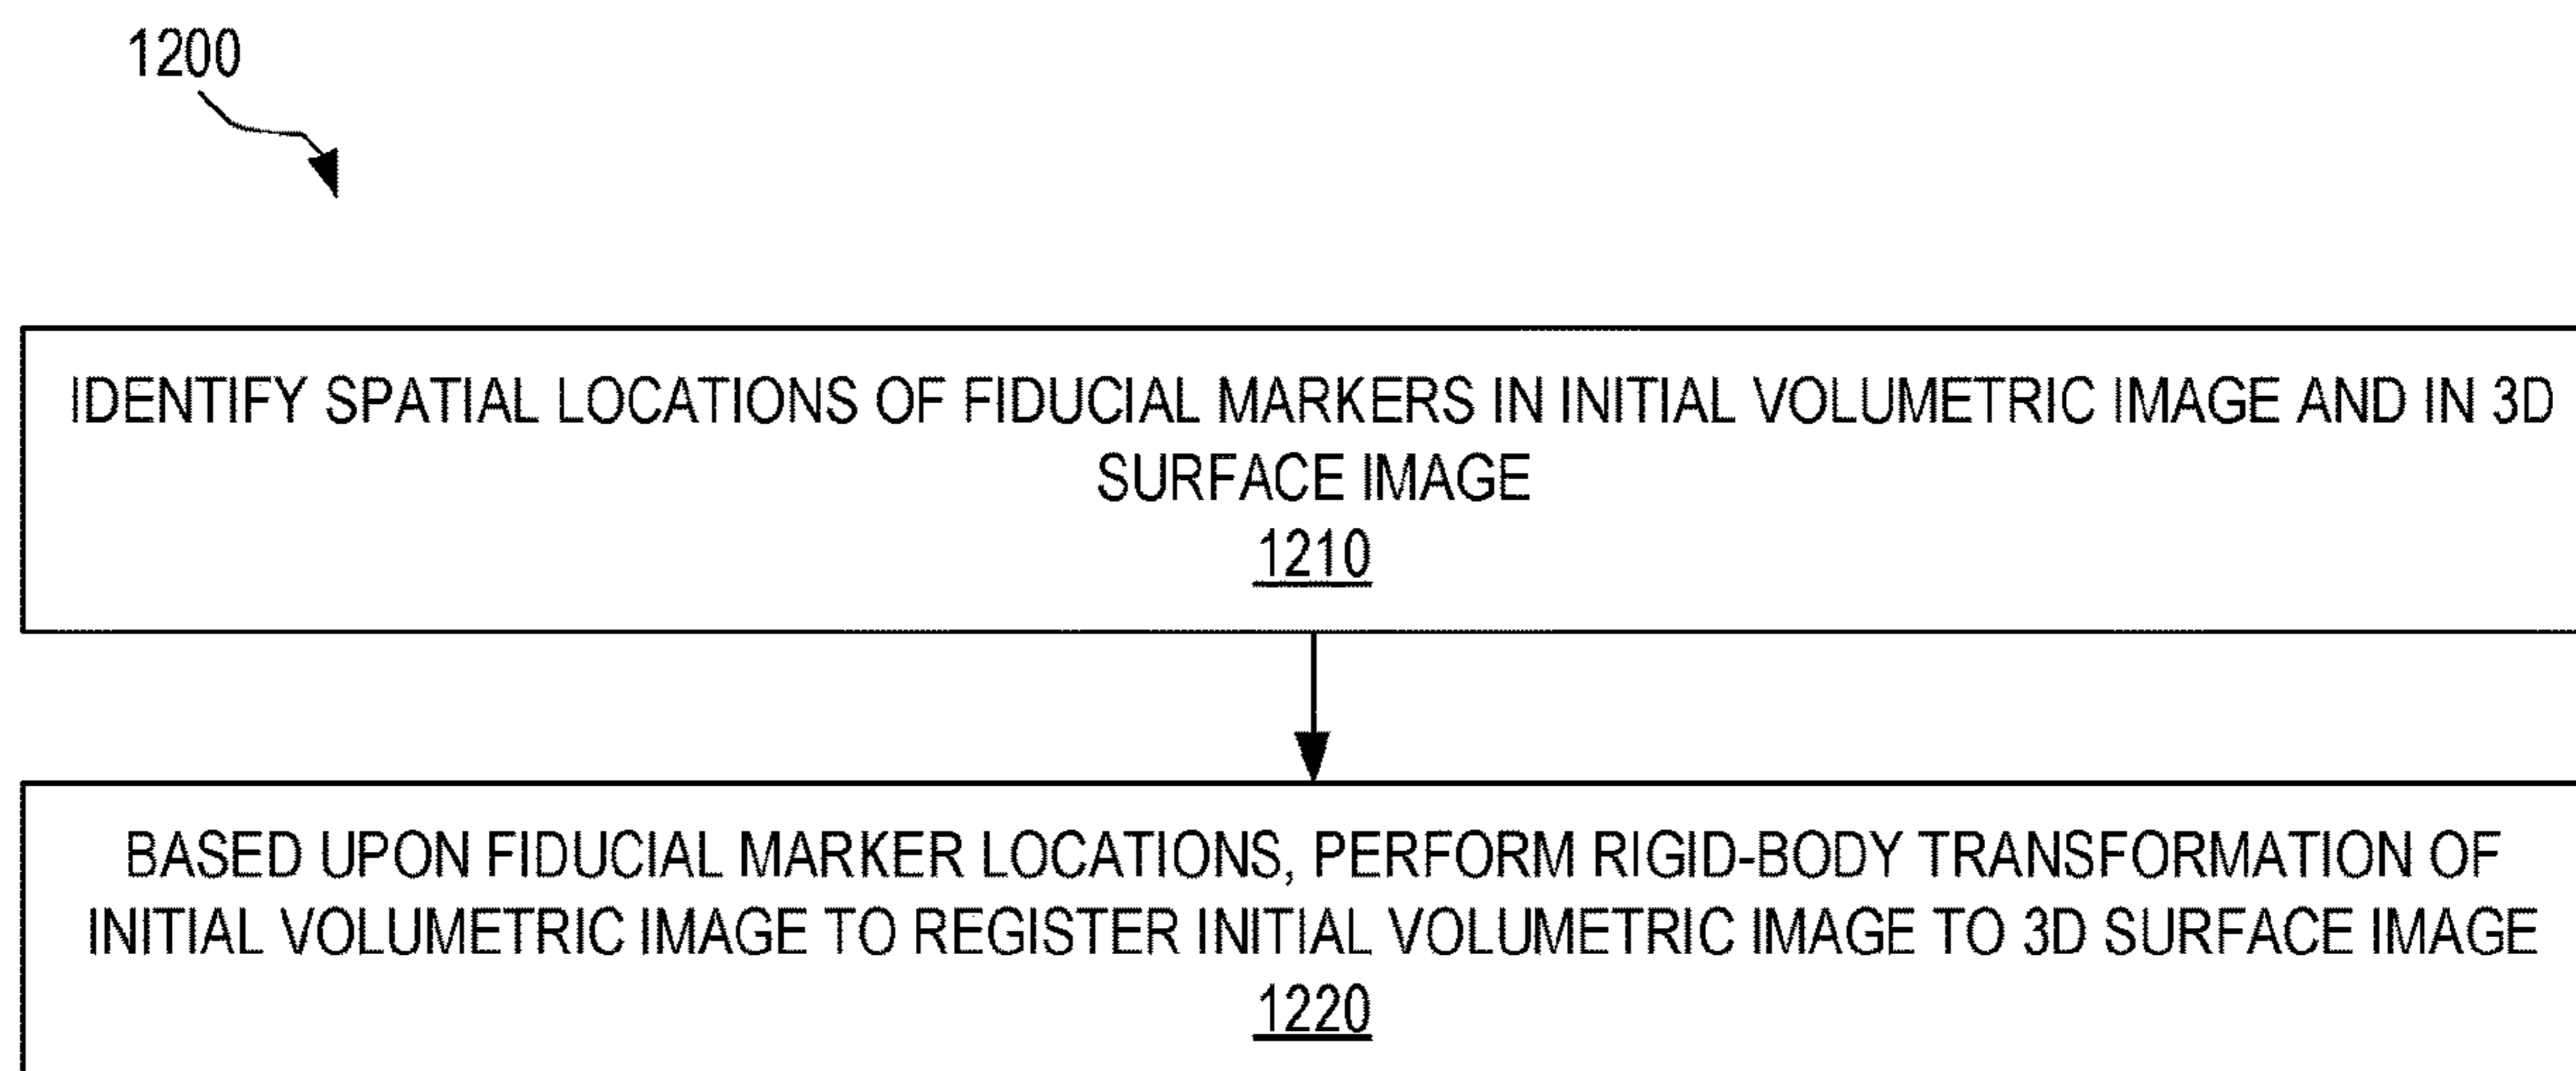 1200
IDENTIFY SPATIAL LOCATIONS OF FIDUCIAL MARKERS IN INITIAL VOLUMETRIC IMAGE AND IN 3D
SURFACE IMAGE
1210
BASED UPON FIDUCIAL MARKER LOCATIONS, PERFORM RIGID-BODY TRANSFORMATION OF
INITIAL VOLUMETRIC IMAGE TO REGISTER INITIAL VOLUMETRIC IMAGE TO 3D SURFACE IMAGE
1220